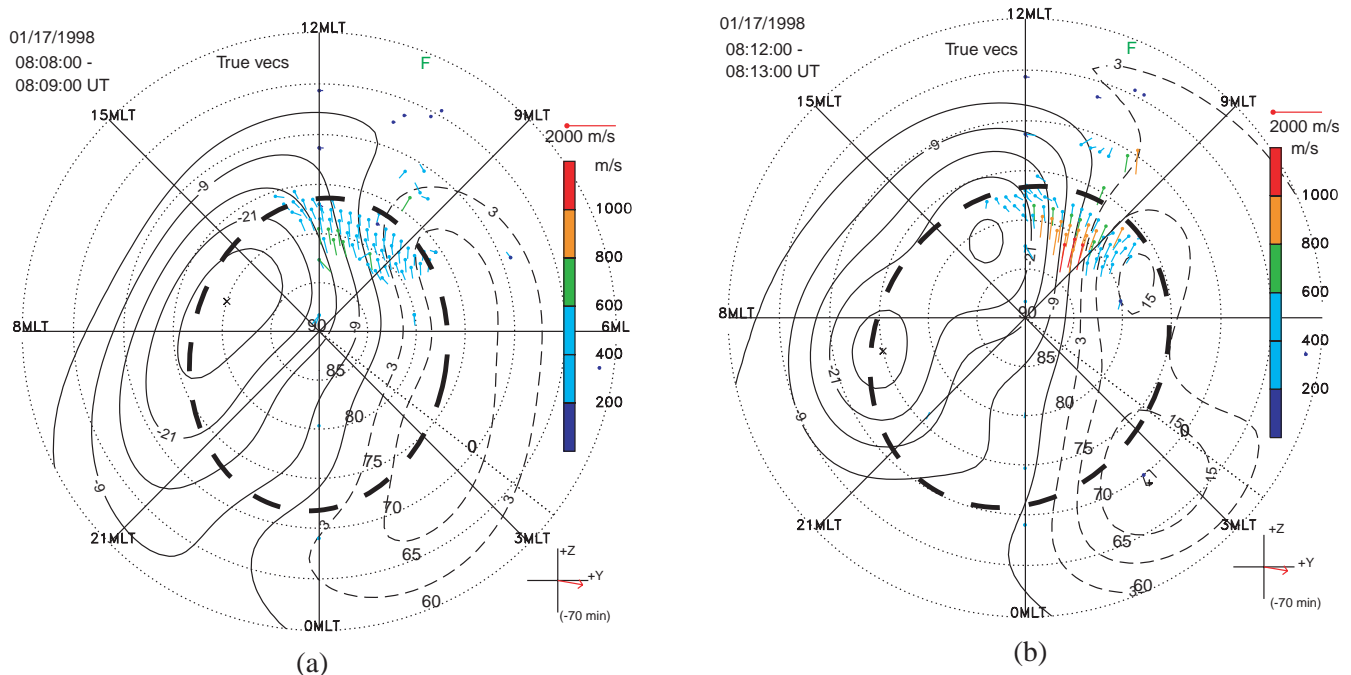 01/17/1998
08:08:00 -
08:09:00 UT
12MLT
True vecs
F
15MLT
9MLT
2000 m/s
m/s
1000
800
600
400
200
-9
-21
3
8MLT
6ML
90
-9
85
3
80
-21
75
0
70
-9
3
65
3
21MLT
3MLT
60
0MLT
+Z
+Y
(-70 min)
(a)
01/17/1998
08:12:00 -
08:13:00 UT
12MLT
True vecs
F
3
15MLT
9MLT
2000 m/s
m/s
1000
800
600
400
200
-9
-21
-9
15
8MLT
90
3
85
-21
80
-9
15
0
75
15
70
65
21MLT
3MLT
60
3
0MLT
+Z
+Y
(-70 min)
(b)